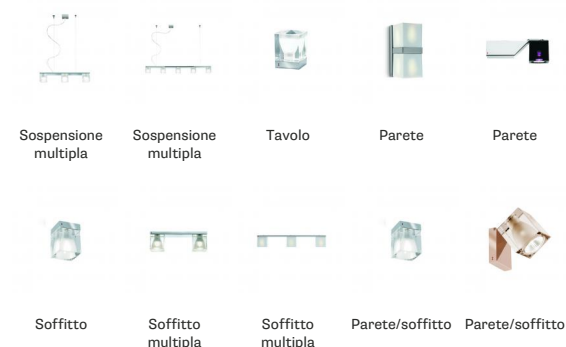 Sospensione
multipla
Sospensione
multipla
Tavolo
Parete
Parete
Soffitto
Soffitto
multipla
Soffitto
multipla
Parete/soffitto
Parete/soffitto